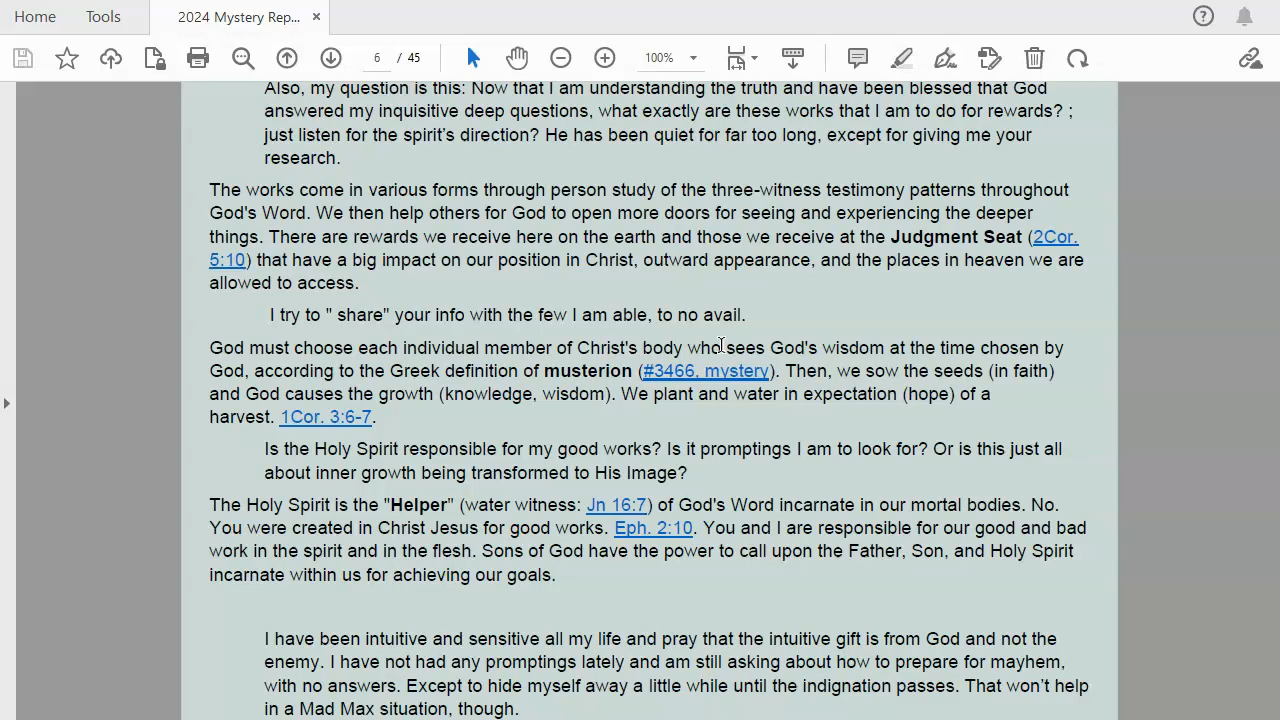 Home Tools 2024 Mystery Rep... ×
6 / 45 100%
Also, my question is this: Now that I am understanding the truth and have been blessed that God
answered my inquisitive deep questions, what exactly are these works that I am to do for rewards? ;
just listen for the spirit's direction? He has been quiet for far too long, except for giving me your
research.
The works come in various forms through person study of the three-witness testimony patterns throughout
God's Word. We then help others for God to open more doors for seeing and experiencing the deeper
things. There are rewards we receive here on the earth and those we receive at the Judgment Seat (2Cor.
5:10) that have a big impact on our position in Christ, outward appearance, and the places in heaven we are
allowed to access.
I try to " share" your info with the few I am able, to no avail.
God must choose each individual member of Christ's body who sees God's wisdom at the time chosen by
God, according to the Greek definition of musterion (#3466, mystery). Then, we sow the seeds (in faith)
and God causes the growth (knowledge, wisdom). We plant and water in expectation (hope) of a
harvest. 1Cor. 3:6-7.
Is the Holy Spirit responsible for my good works? Is it promptings I am to look for? Or is this just all
about inner growth being transformed to His Image?
The Holy Spirit is the "Helper" (water witness: Jn 16:7) of God's Word incarnate in our mortal bodies. No.
You were created in Christ Jesus for good works. Eph. 2:10. You and I are responsible for our good and bad
work in the spirit and in the flesh. Sons of God have the power to call upon the Father, Son, and Holy Spirit
incarnate within us for achieving our goals.
I have been intuitive and sensitive all my life and pray that the intuitive gift is from God and not the
enemy. I have not had any promptings lately and am still asking about how to prepare for mayhem,
with no answers. Except to hide myself away a little while until the indignation passes. That won't help
in a Mad Max situation, though.